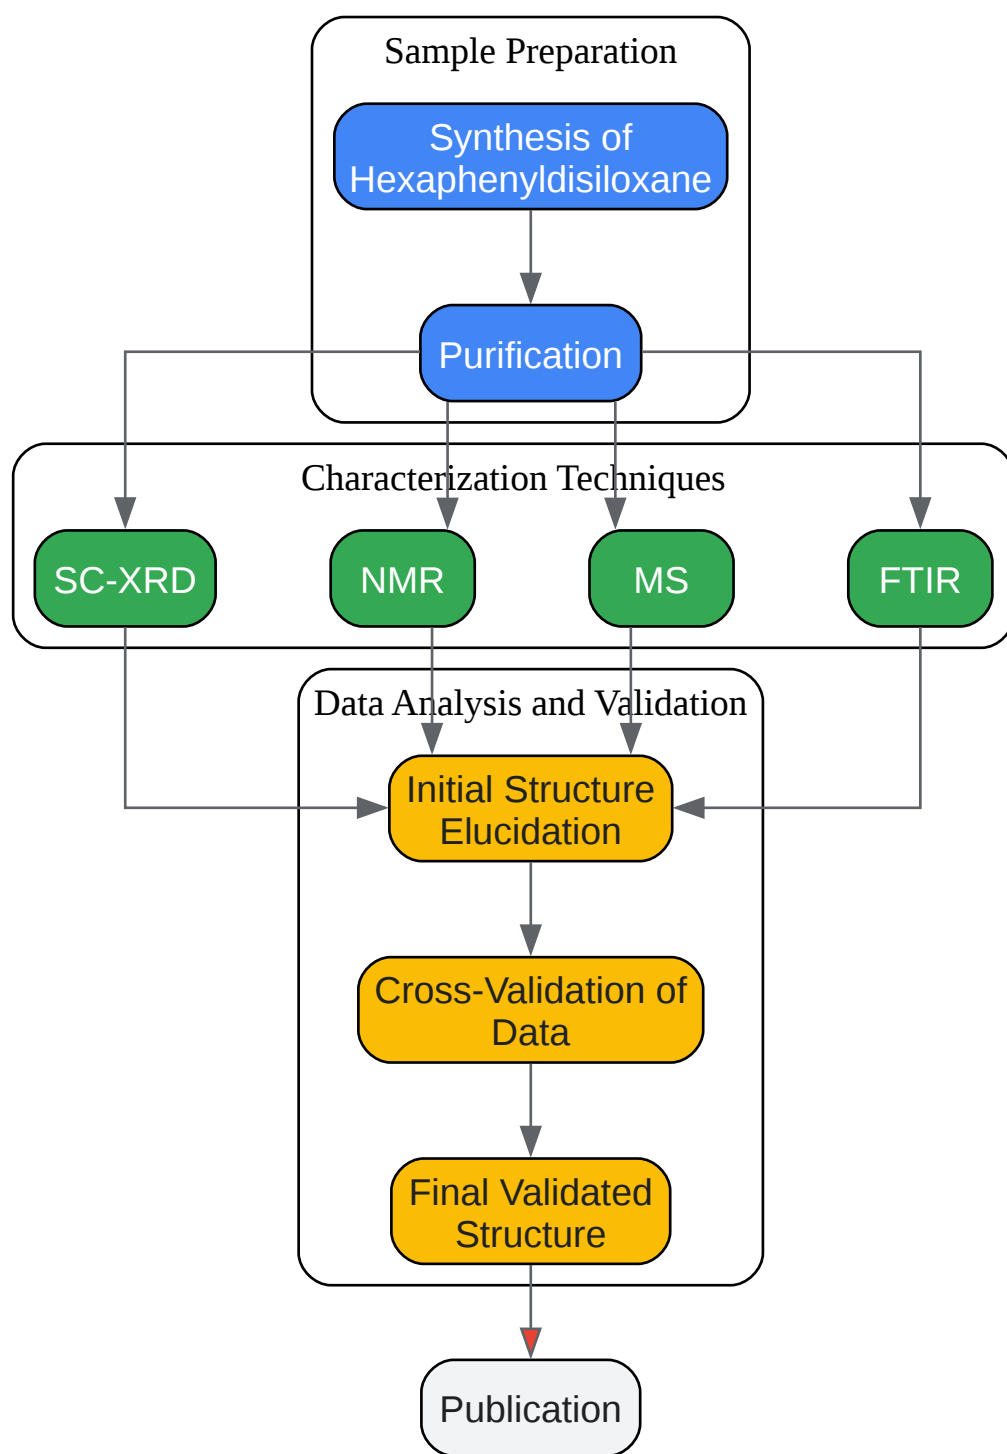 Sample Preparation
Synthesis of
Hexaphenyldisiloxane
Purification
Characterization Techniques
SC-XRD
NMR
MS
FTIR
Data Analysis and Validation
Initial Structure
Elucidation
Cross-Validation of
Data
Final Validated
Structure
Publication